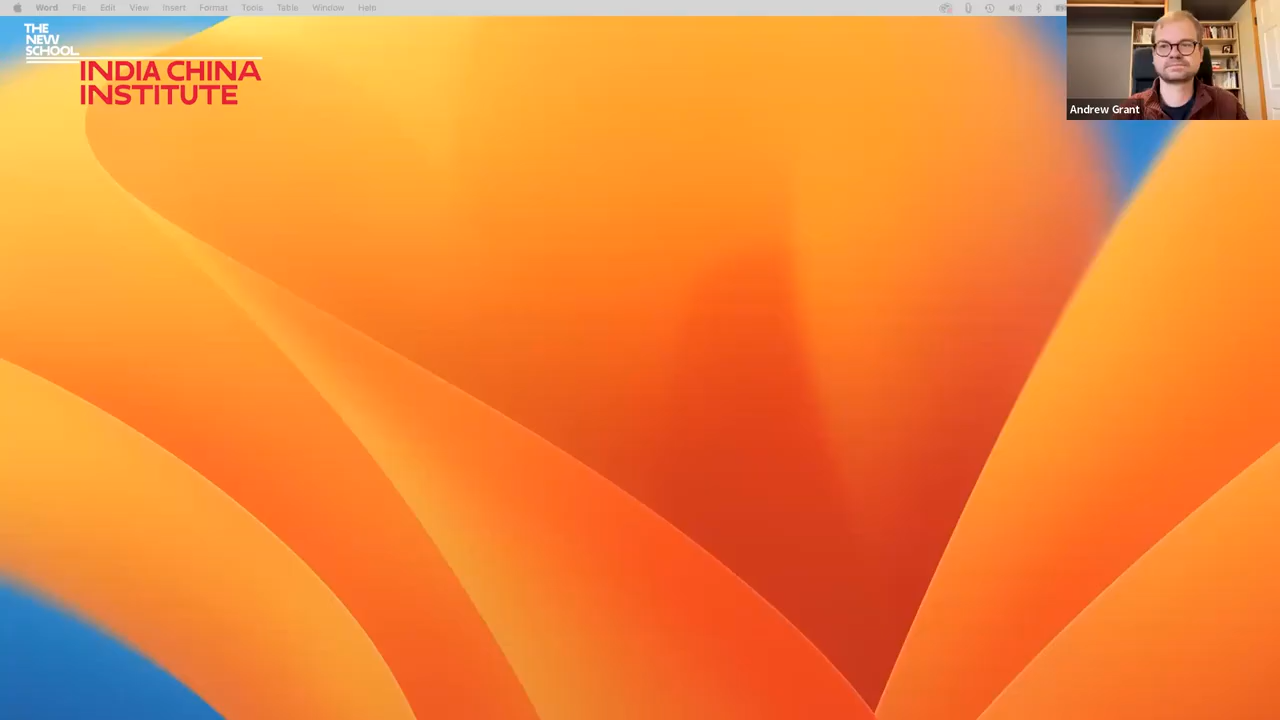 Word File Edit View Insert Format Tools Table Window Help
THE
NEW
SCHOOL
INDIA CHINA
INSTITUTE
Andrew Grant